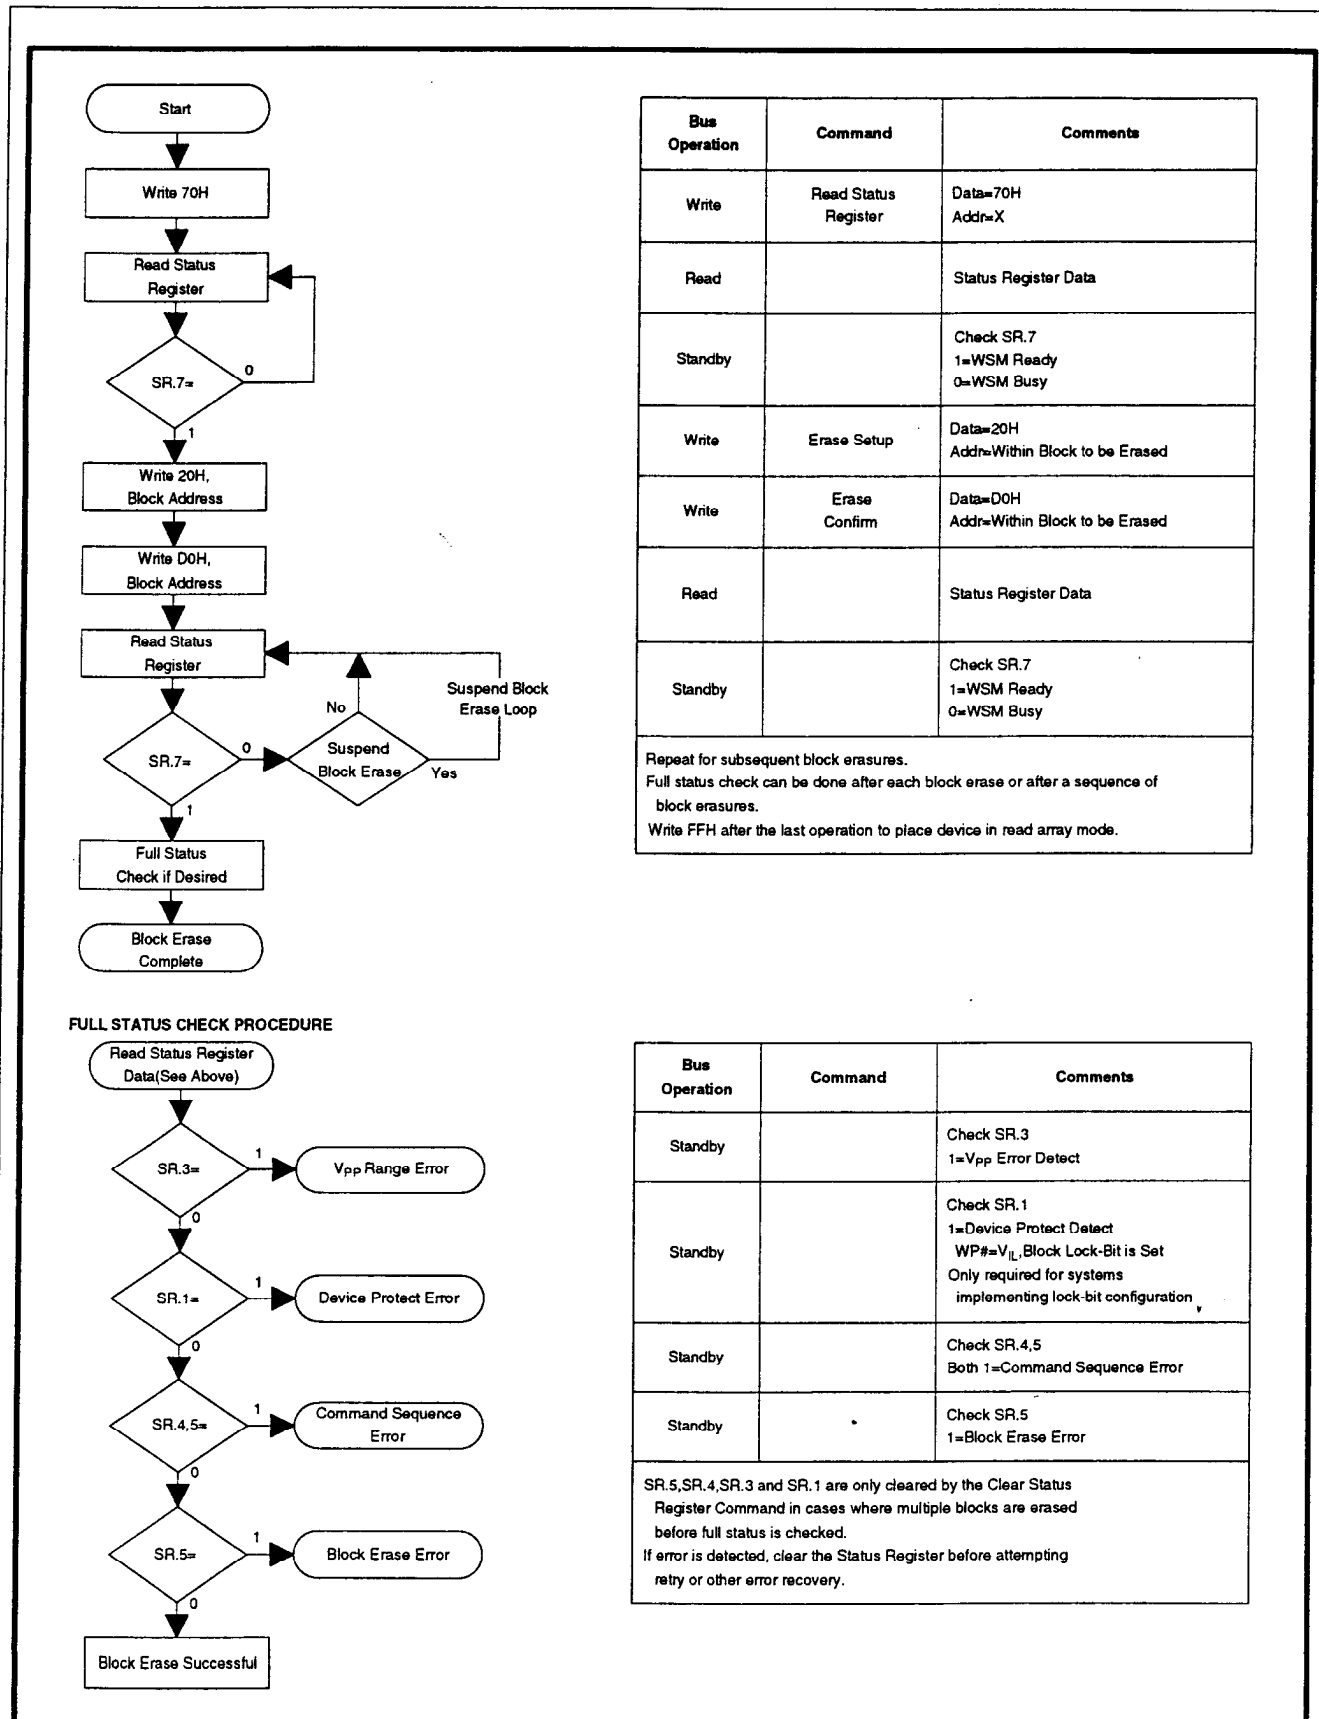 Start
Write 70H
Read Status
Register
SR.7=
0
1
Write 20H,
Block Address
Write D0H,
Block Address
Read Status
Register
Suspend Block
Erase Loop
No
SR.7=
0
Suspend
Block Erase
Yes
1
Full Status
Check if Desired
Block Erase
Complete
Bus
Operation
Command
Comments
Write
Read Status
Register
Data=70H
Addr=X
Read
Status Register Data
Standby
Check SR.7
1=WSM Ready
0=WSM Busy
Write
Erase Setup
Data=20H
Addr=Within Block to be Erased
Write
Erase
Confirm
Data=D0H
Addr=Within Block to be Erased
Read
Status Register Data
Standby
Check SR.7
1=WSM Ready
0=WSM Busy
Repeat for subsequent block erasures.
Full status check can be done after each block erase or after a sequence of
block erasures.
Write FFH after the last operation to place device in read array mode.
FULL STATUS CHECK PROCEDURE
Read Status Register
Data(See Above)
SR.3=
1
VPP Range Error
0
SR.1=
1
Device Protect Error
0
SR.4,5=
1
Command Sequence
Error
0
SR.5=
1
Block Erase Error
0
Block Erase Successful
Bus
Operation
Command
Comments
Standby
Check SR.3
1=VPP Error Detect
Standby
Check SR.1
1=Device Protect Detect
WP#=VIL,Block Lock-Bit is Set
Only required for systems
implementing lock-bit configuration
Standby
Check SR.4,5
Both 1=Command Sequence Error
Standby
Check SR.5
1=Block Erase Error
SR.5,SR.4,SR.3 and SR.1 are only cleared by the Clear Status
Register Command in cases where multiple blocks are erased
before full status is checked.
If error is detected, clear the Status Register before attempting
retry or other error recovery.